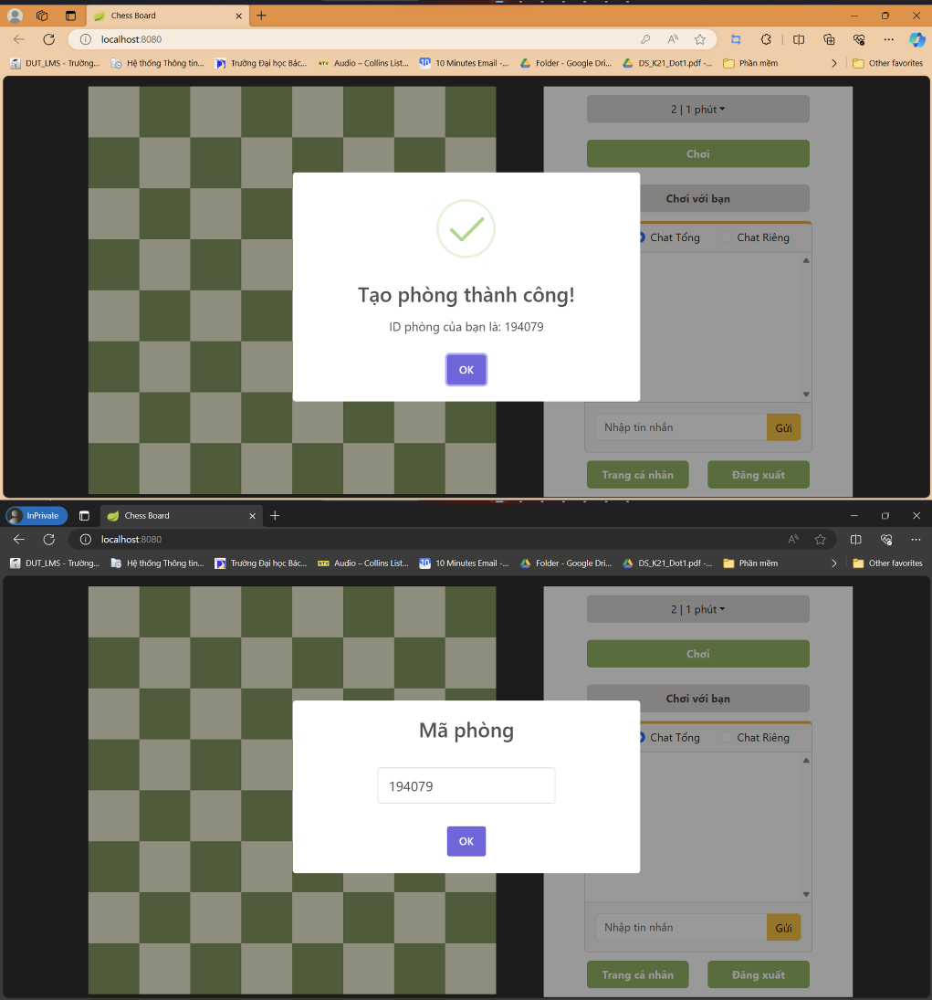 Chess Board
localhost:8080
DUT_LMS - Trường... Hệ thống Thông tin... Trường Đại học Bác... NTV Audio – Collins List... 10 10 Minutes Email -... Folder - Google Dri... DS_K21_Dot1.pdf -... Phần mềm Other favorites
2 | 1 phút
Chơi
Chơi với bạn
Chat Tổng Chat Riêng
Tạo phòng thành công!
ID phòng của bạn là: 194079
OK
Nhập tin nhắn Gửi
Trang cá nhân Đăng xuất
InPrivate Chess Board
localhost:8080
DUT_LMS - Trường... Hệ thống Thông tin... Trường Đại học Bác... NTV Audio – Collins List... 10 10 Minutes Email -... Folder - Google Dri... DS_K21_Dot1.pdf -... Phần mềm Other favorites
2 | 1 phút
Chơi
Chơi với bạn
Chat Tổng Chat Riêng
Mã phòng
194079
OK
Nhập tin nhắn Gửi
Trang cá nhân Đăng xuất